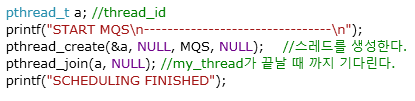 pthread_t a; //thread_id
printf("START MQS\n--------------------------------\n");
pthread_create(&a, NULL, MQS, NULL);    //스레드를 생성한다.
pthread_join(a, NULL); //my_thread가 끝날 때 까지 기다린다.
printf("SCHEDULING FINISHED");